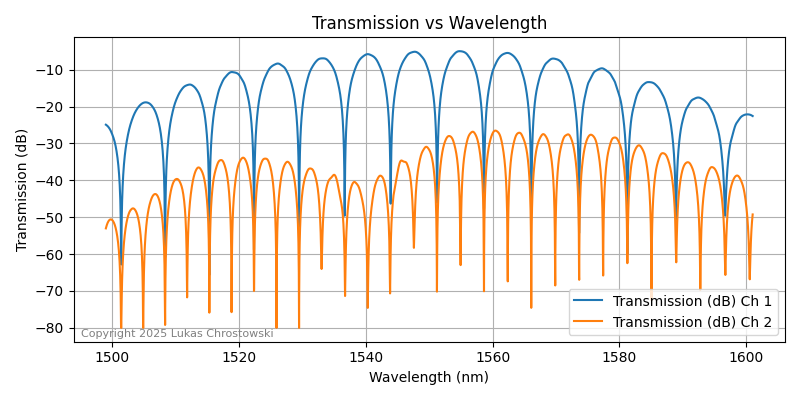 Transmission vs Wavelength
Transmission (dB)
−10
−20
−30
−40
−50
−60
−70
−80
Transmission (dB) Ch 1
Transmission (dB) Ch 2
Copyright 2025 Lukas Chrostowski
1500 1520 1540 1560 1580 1600
Wavelength (nm)